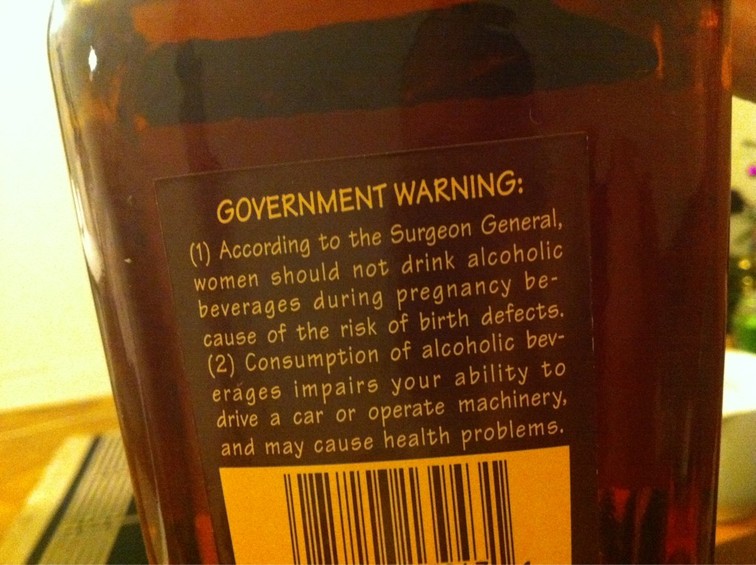 GOVERNMENT WARNING:
(1) According to the Surgeon General,
women should not drink alcoholic
beverages during pregnancy be-
cause of the risk of birth defects.
(2) Consumption of alcoholic bev-
erages impairs your ability to
drive a car or operate machinery,
and may cause health problems.